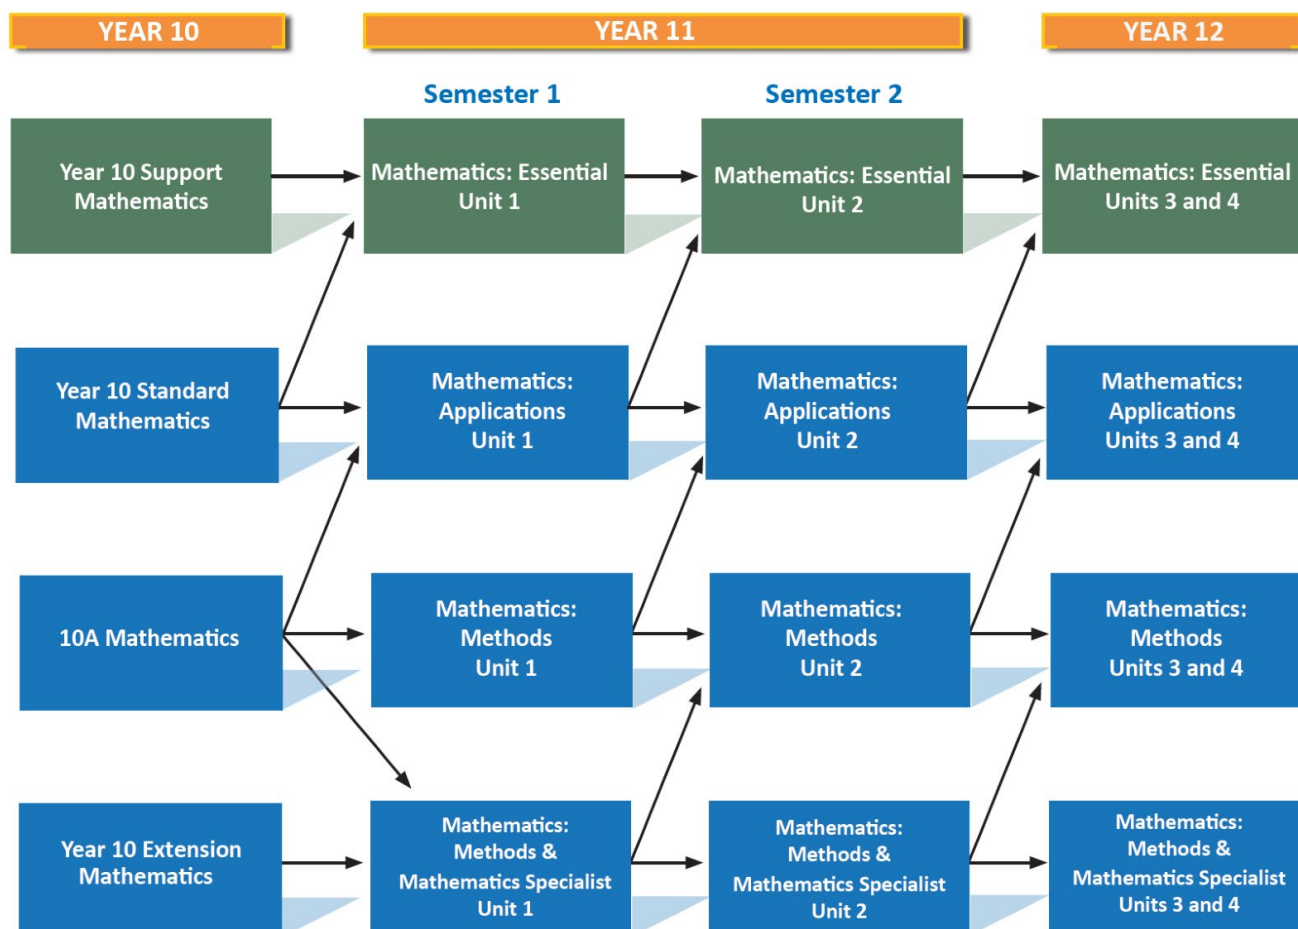 YEAR 10
YEAR 11
YEAR 12
Semester 1
Semester 2
Year 10 Support
Mathematics
Mathematics: Essential
Unit 1
Mathematics: Essential
Unit 2
Mathematics: Essential
Units 3 and 4
Year 10 Standard
Mathematics
Mathematics:
Applications
Unit 1
Mathematics:
Applications
Unit 2
Mathematics:
Applications
Units 3 and 4
10A Mathematics
Mathematics:
Methods
Unit 1
Mathematics:
Methods
Unit 2
Mathematics:
Methods
Units 3 and 4
Year 10 Extension
Mathematics
Mathematics:
Methods &
Mathematics Specialist
Unit 1
Mathematics:
Methods &
Mathematics Specialist
Unit 2
Mathematics:
Methods &
Mathematics Specialist
Units 3 and 4